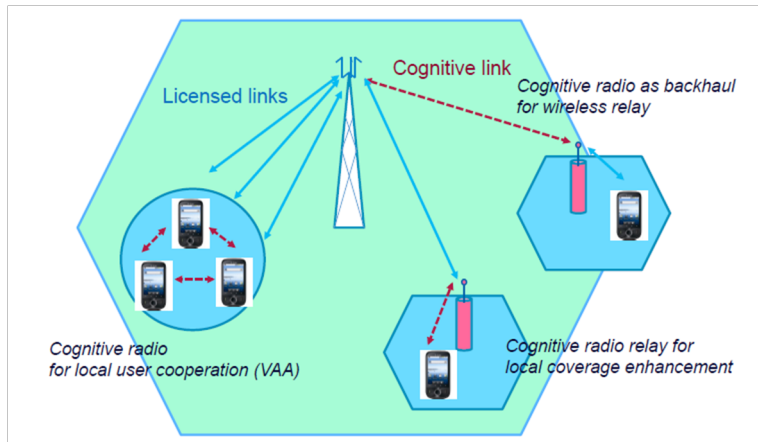 Licensed links
Cognitive link
Cognitive radio as backhaul
for wireless relay
Cognitive radio
for local user cooperation (VAA)
Cognitive radio relay for
local coverage enhancement